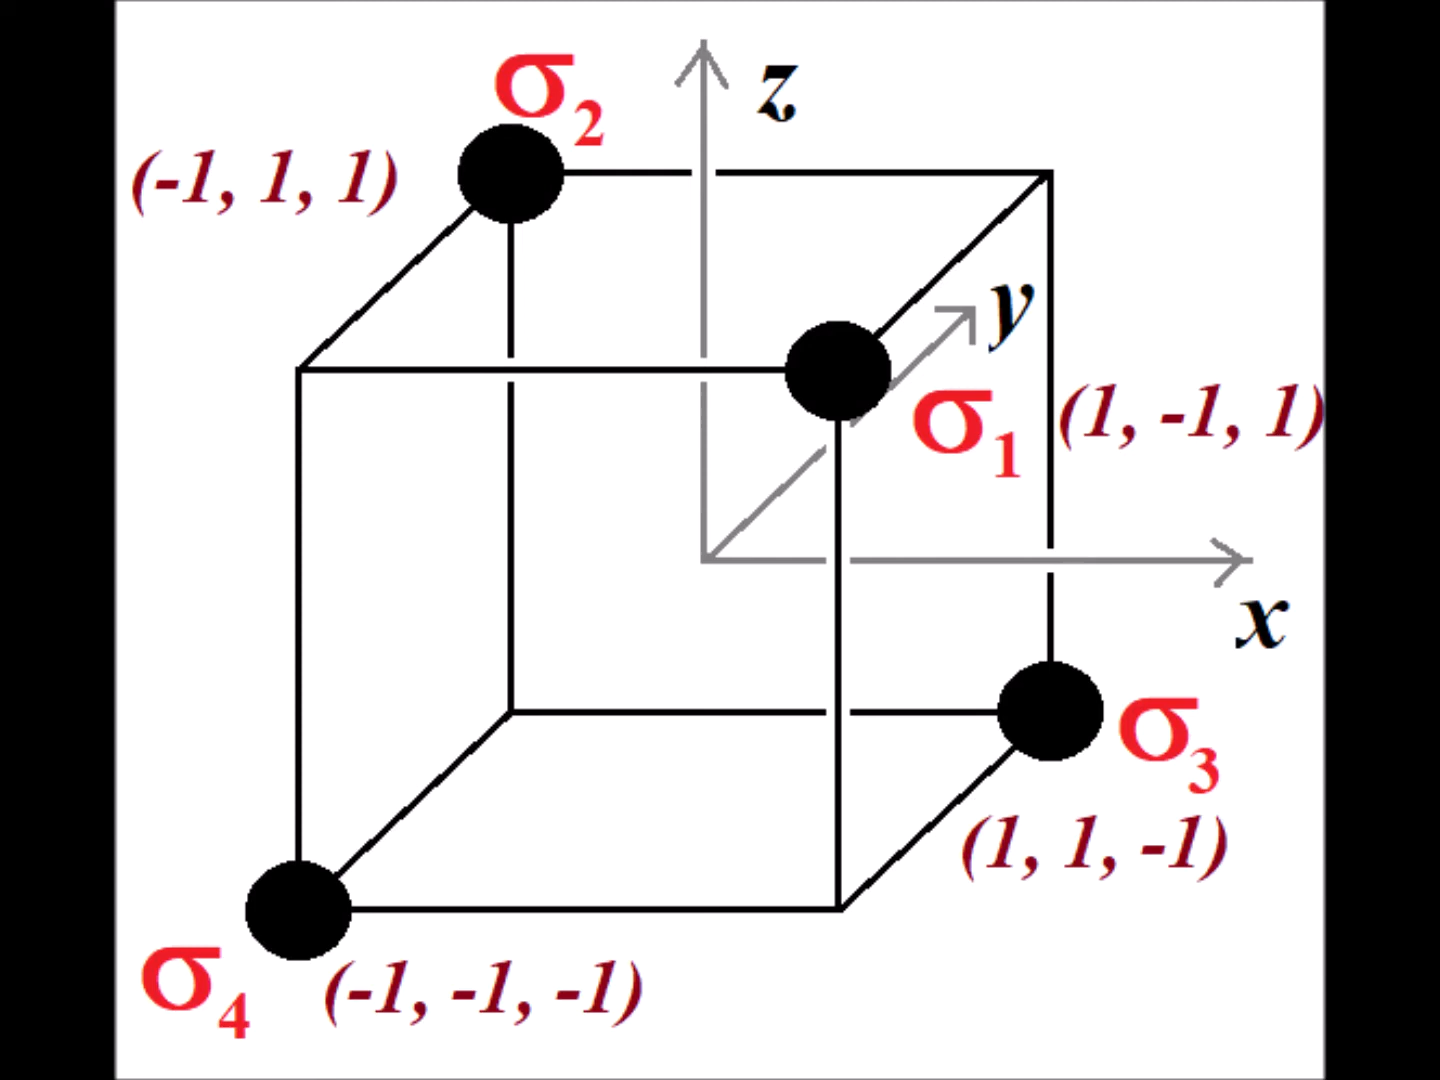 σ2
z
(-1, 1, 1)
y
σ1
(1, -1, 1)
x
σ3
(1, 1, -1)
σ4
(-1, -1, -1)